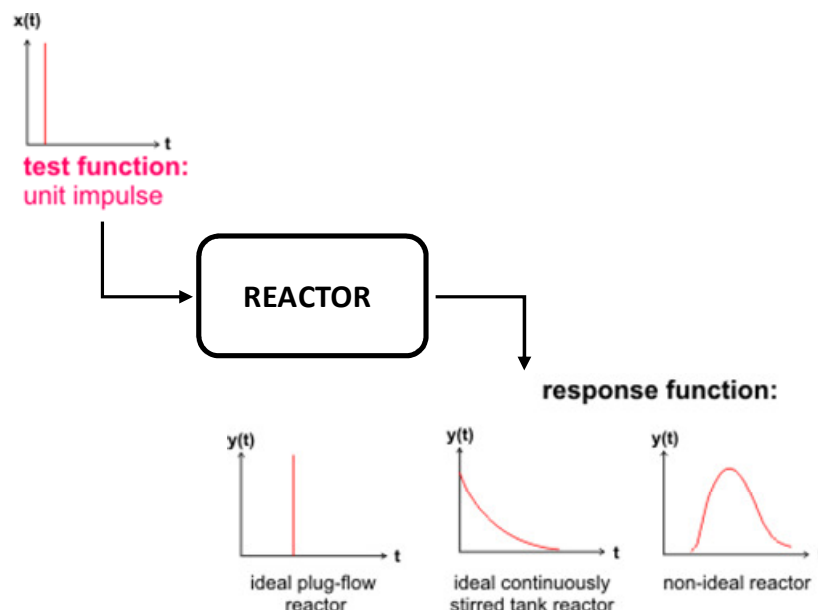 x(t)
t
test function:
unit impulse
REACTOR
response function:
y(t)
t
ideal plug-flow
reactor
y(t)
t
ideal continuously
stirred tank reactor
y(t)
t
non-ideal reactor